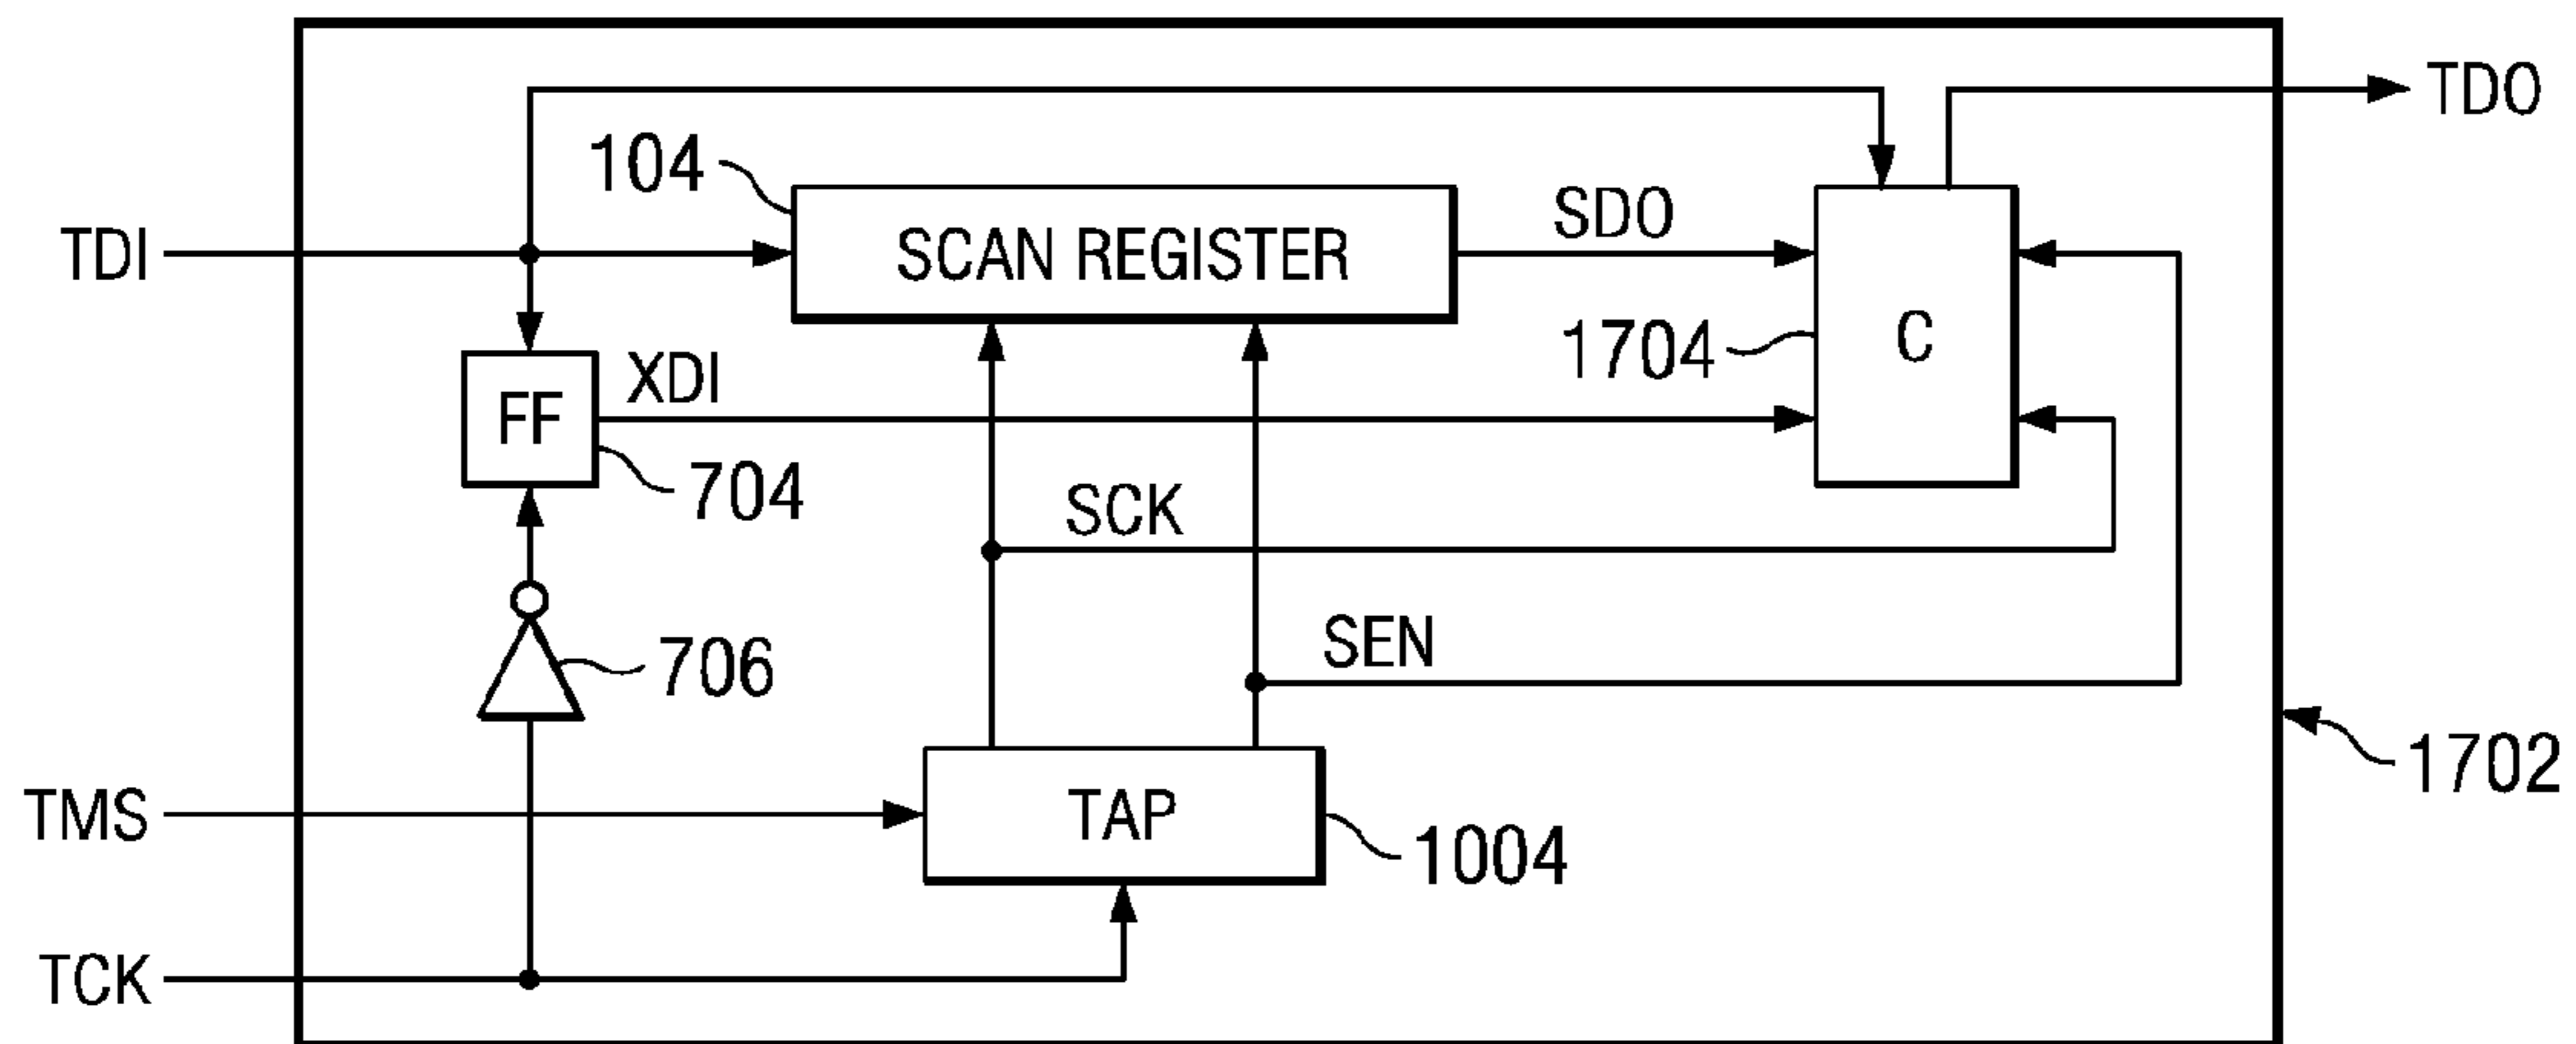 TDO
104
SDO
TDI
SCAN REGISTER
1704
C
XDI
FF
704
SCK
SEN
706
1702
TMS
TAP
1004
TCK